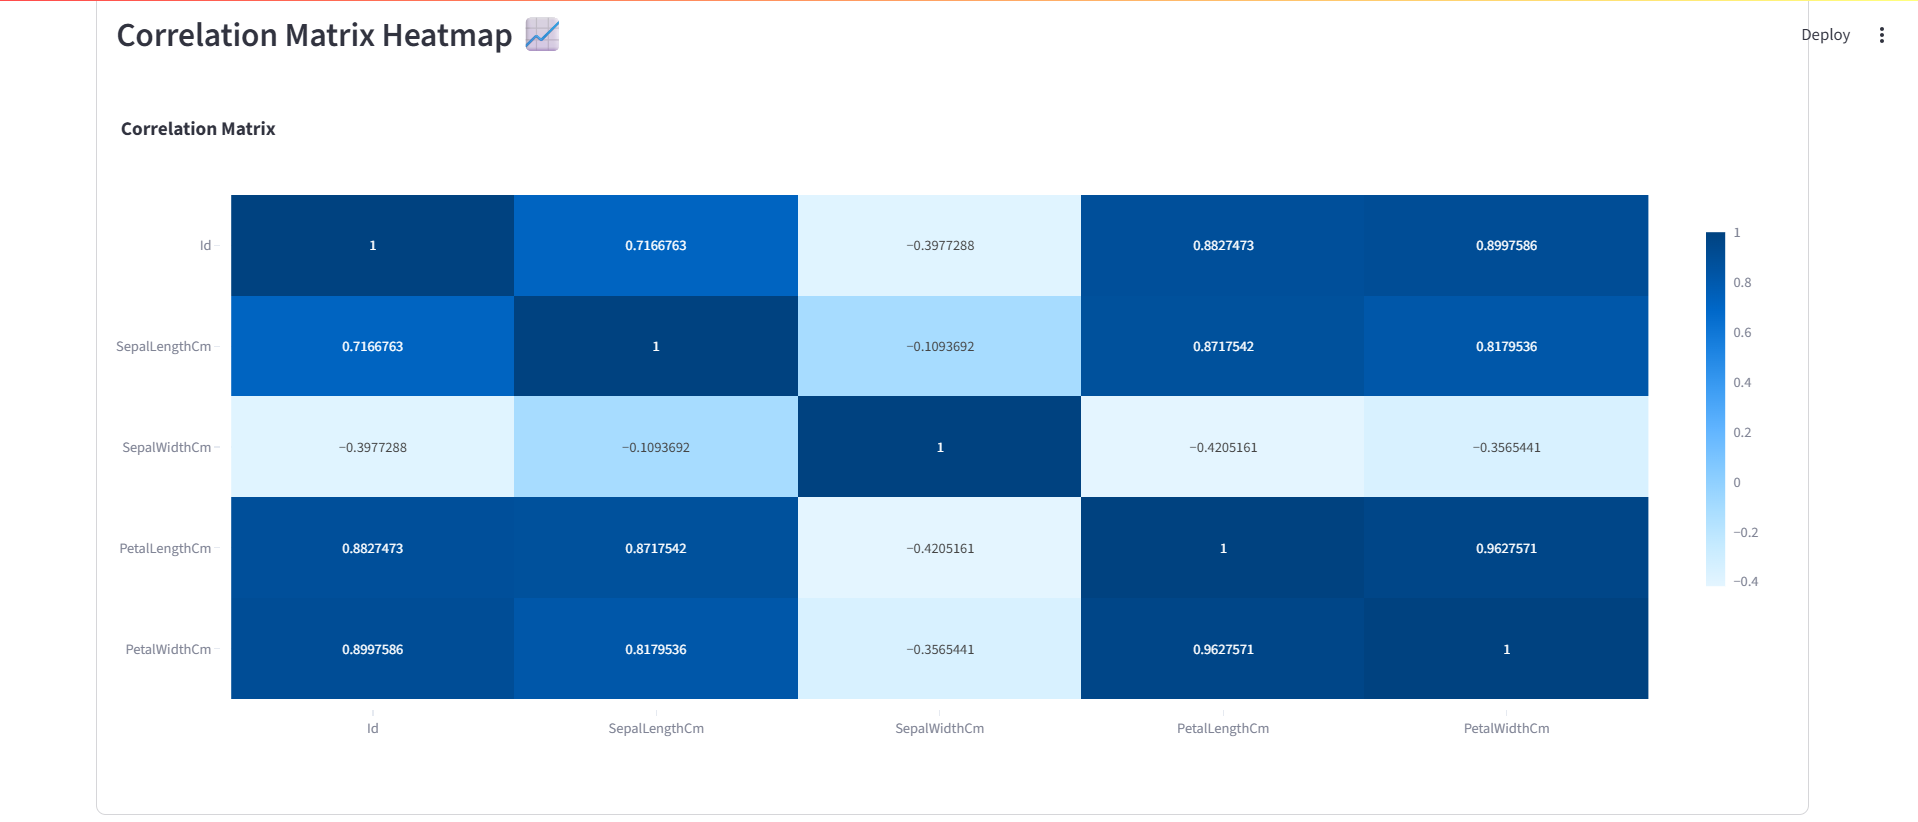 Correlation Matrix Heatmap 📈
Deploy
Correlation Matrix
Id 1 0.7166763 −0.3977288 0.8827473 0.8997586
SepalLengthCm 0.7166763 1 −0.1093692 0.8717542 0.8179536
SepalWidthCm −0.3977288 −0.1093692 1 −0.4205161 −0.3565441
PetalLengthCm 0.8827473 0.8717542 −0.4205161 1 0.9627571
PetalWidthCm 0.8997586 0.8179536 −0.3565441 0.9627571 1
Id SepalLengthCm SepalWidthCm PetalLengthCm PetalWidthCm
1
0.8
0.6
0.4
0.2
0
−0.2
−0.4